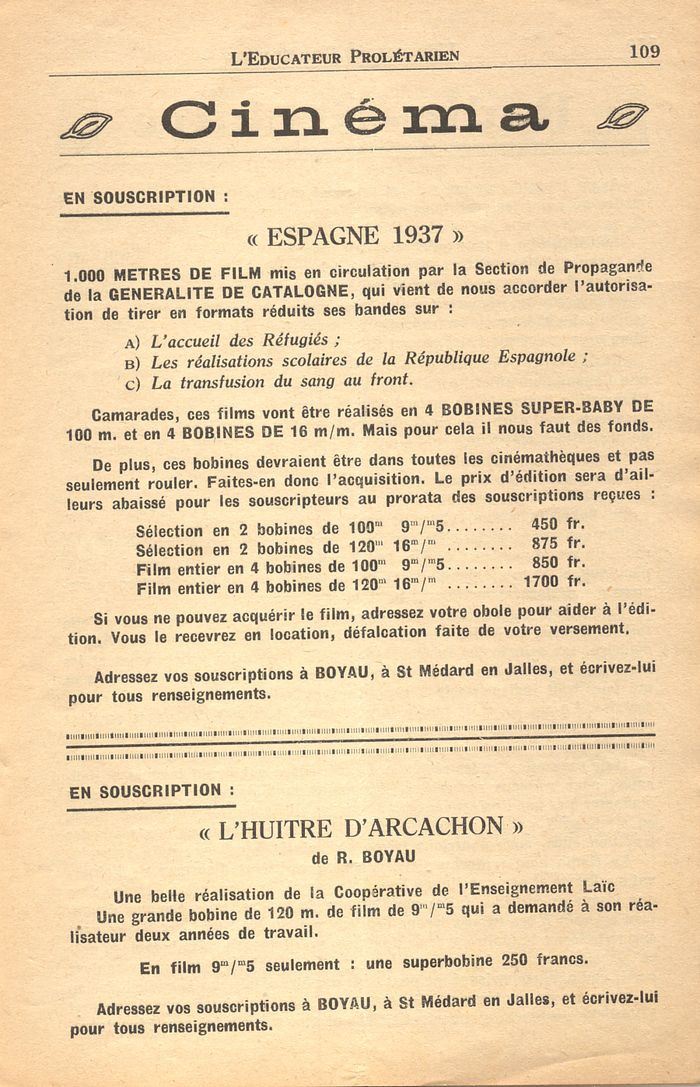 L'Educateur Prolétarien 109
Cinéma
EN SOUSCRIPTION :
« ESPAGNE 1937 »
1.000 METRES DE FILM mis en circulation par la Section de Propagande
de la GENERALITE DE CATALOGNE, qui vient de nous accorder l'autorisa-
tion de tirer en formats réduits ses bandes sur :
A) L'accueil des Réfugiés ;
B) Les réalisations scolaires de la République Espagnole ;
C) La transfusion du sang au front.
Camarades, ces films vont être réalisés en 4 BOBINES SUPER-BABY DE
100 m. et en 4 BOBINES DE 16 m/m. Mais pour cela il nous faut des fonds.
De plus, ces bobines devraient être dans toutes les cinémathèques et pas
seulement rouler. Faites-en donc l'acquisition. Le prix d'édition sera d'ail-
leurs abaissé pour les souscripteurs au prorata des souscriptions reçues :
Sélection en 2 bobines de 100m 9m/m5........ 450 fr.
Sélection en 2 bobines de 120m 16m/m ........ 875 fr.
Film entier en 4 bobines de 100m 9m/m5........ 850 fr.
Film entier en 4 bobines de 120m 16m/m ........ 1700 fr.
Si vous ne pouvez acquérir le film, adressez votre obole pour aider à l'édi-
tion. Vous le recevrez en location, défalcation faite de votre versement.
Adressez vos souscriptions à BOYAU, à St Médard en Jalles, et écrivez-lui
pour tous renseignements.
EN SOUSCRIPTION :
« L'HUITRE D'ARCACHON »
de R. BOYAU
Une belle réalisation de la Coopérative de l'Enseignement Laïc
Une grande bobine de 120 m. de film de 9m/m5 qui a demandé à son réa-
lisateur deux années de travail.
En film 9m/m5 seulement : une superbobine 250 francs.
Adressez vos souscriptions à BOYAU, à St Médard en Jalles, et écrivez-lui
pour tous renseignements.